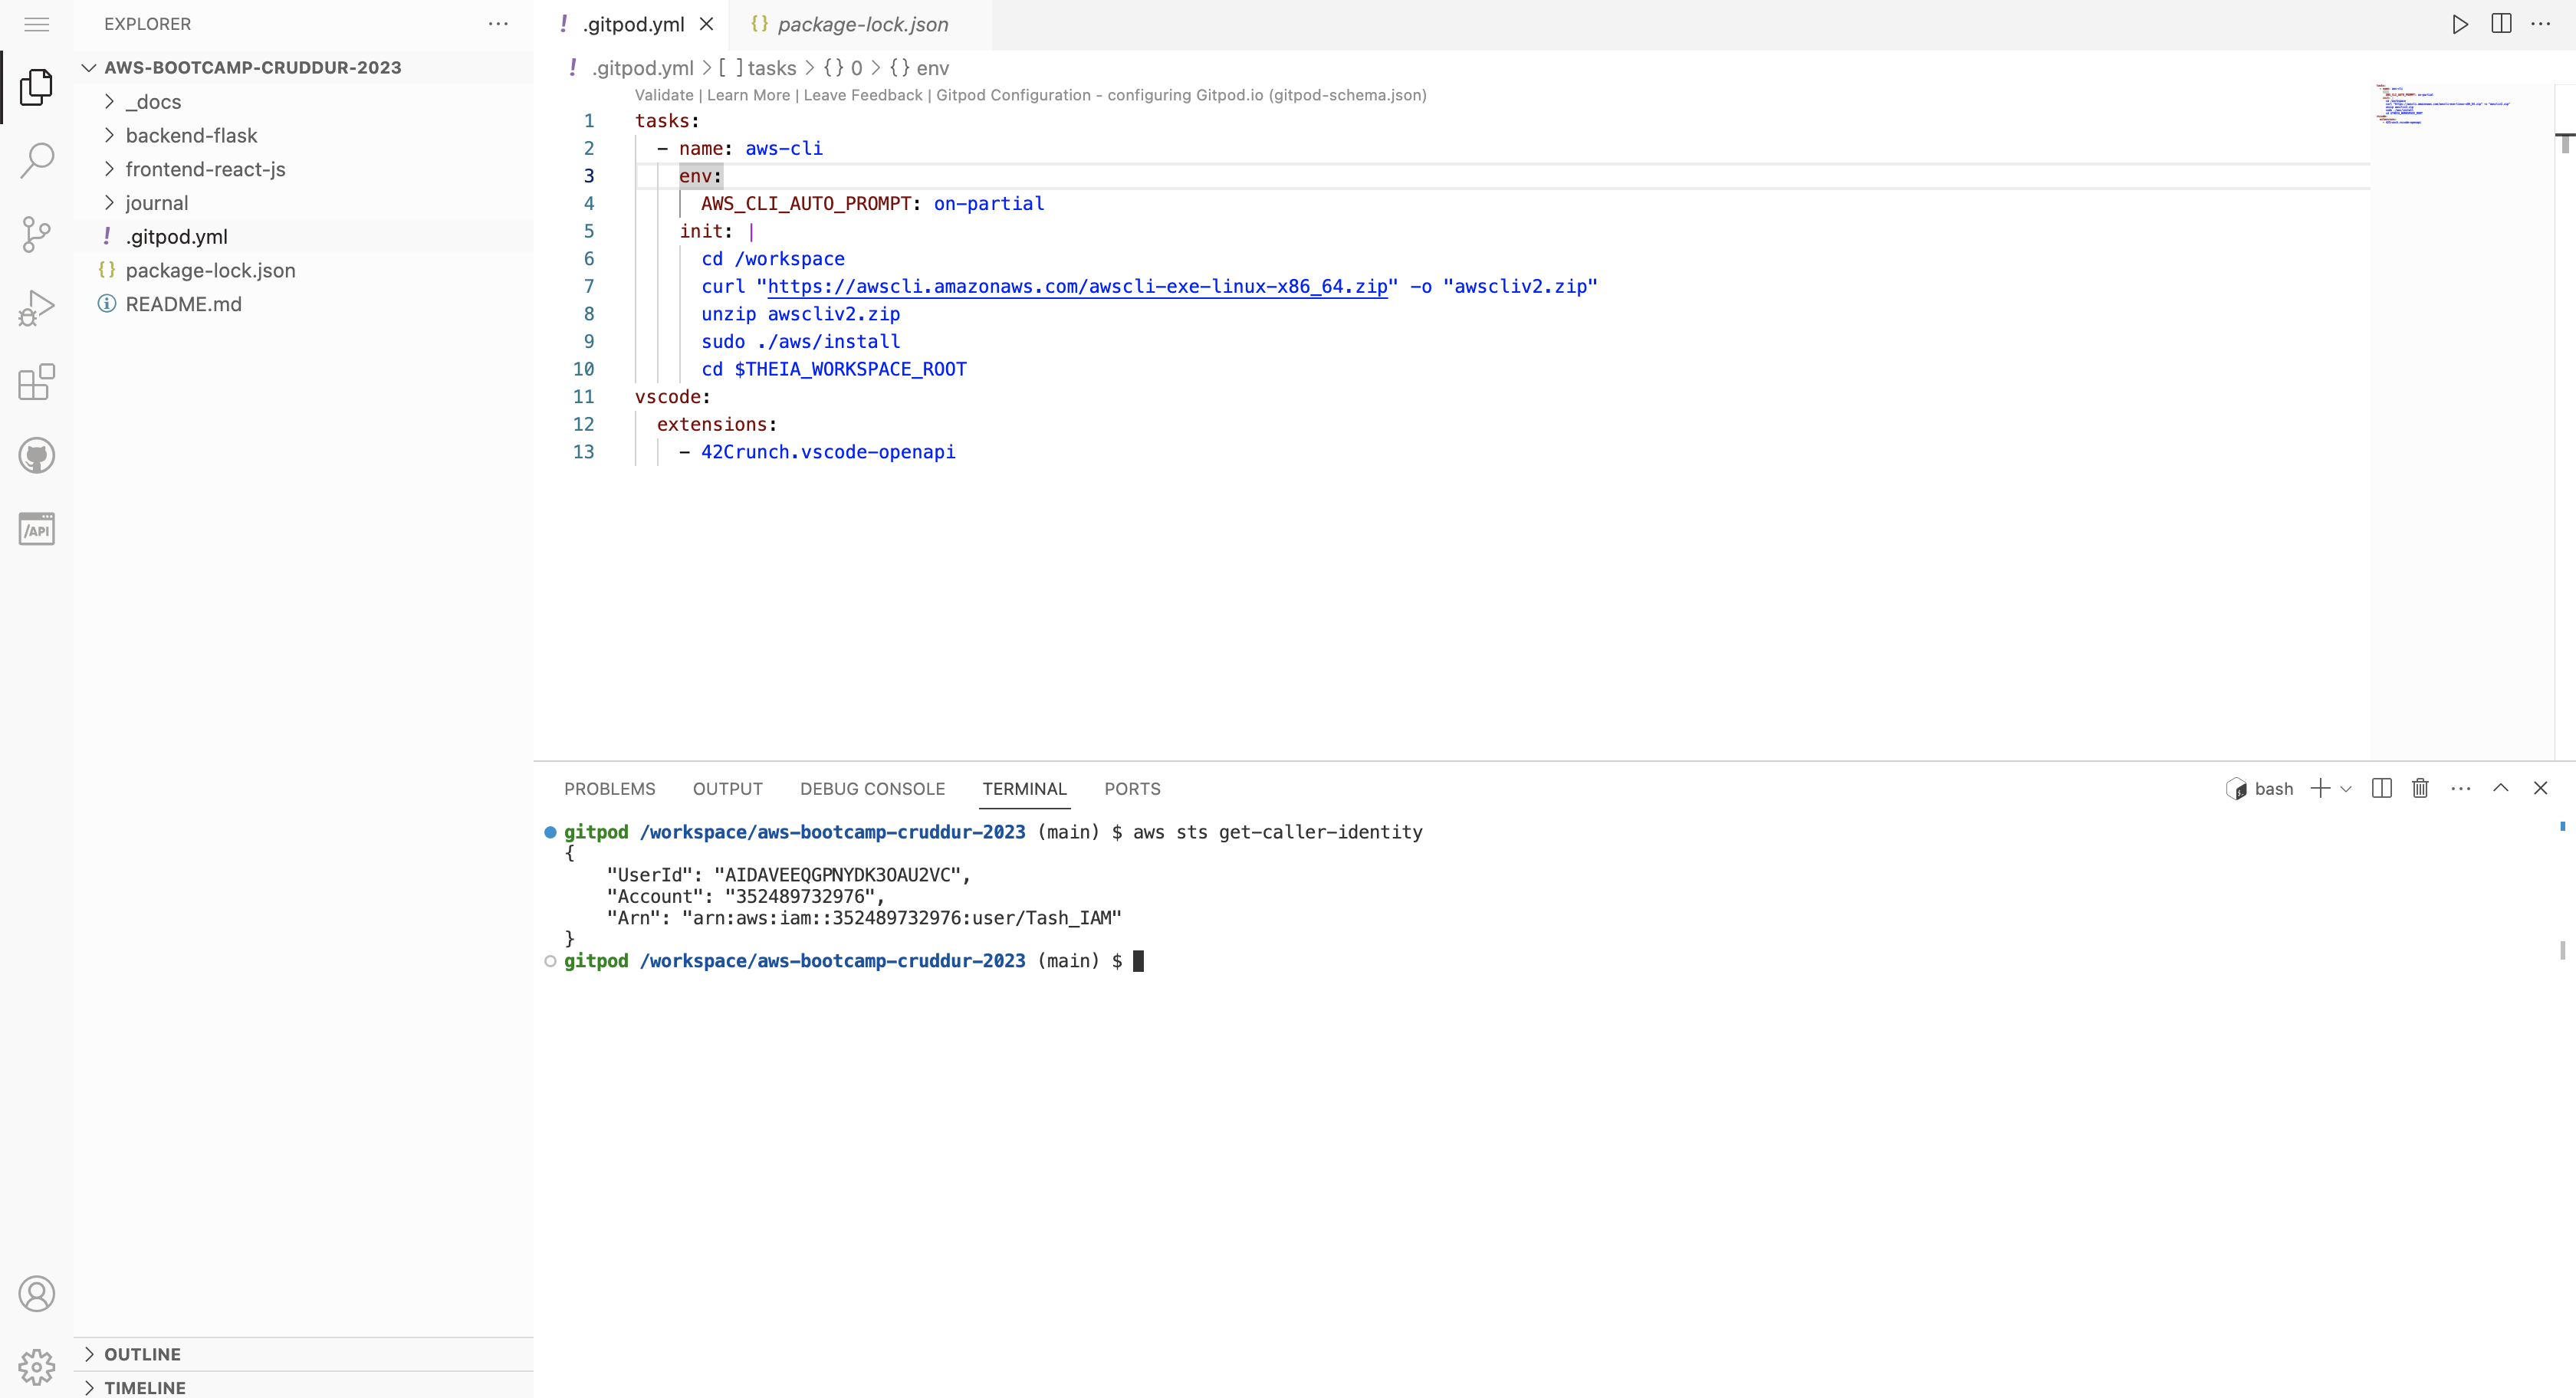 EXPLORER
AWS-BOOTCAMP-CRUDDUR-2023
_docs
backend-flask
frontend-react-js
journal
! .gitpod.yml
{} package-lock.json
README.md
/API
OUTLINE
TIMELINE
! .gitpod.yml
{} package-lock.json
! .gitpod.yml > [ ] tasks > {} 0 > {} env
Validate | Learn More | Leave Feedback | Gitpod Configuration - configuring Gitpod.io (gitpod-schema.json)
1 tasks:
2 - name: aws-cli
3 env:
4 AWS_CLI_AUTO_PROMPT: on-partial
5 init: |
6 cd /workspace
7 curl "https://awscli.amazonaws.com/awscli-exe-linux-x86_64.zip" -o "awscliv2.zip"
8 unzip awscliv2.zip
9 sudo ./aws/install
10 cd $THEIA_WORKSPACE_ROOT
11 vscode:
12 extensions:
13 - 42Crunch.vscode-openapi
PROBLEMS OUTPUT DEBUG CONSOLE TERMINAL PORTS
bash
gitpod /workspace/aws-bootcamp-cruddur-2023 (main) $ aws sts get-caller-identity
{
"UserId": "AIDAVEEQGPNYDK3OAU2VC",
"Account": "352489732976",
"Arn": "arn:aws:iam::352489732976:user/Tash_IAM"
}
gitpod /workspace/aws-bootcamp-cruddur-2023 (main) $